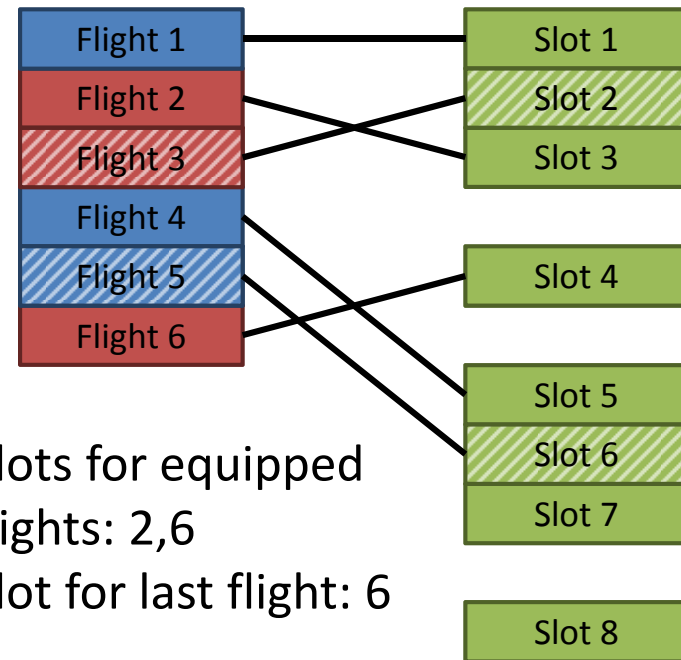 Flight 1
Flight 2
Flight 3
Flight 4
Flight 5
Flight 6
Slot 1
Slot 2
Slot 3
Slot 4
Slot 5
Slot 6
Slot 7
Slot 8
lots for equipped
ights: 2,6
lot for last flight: 6